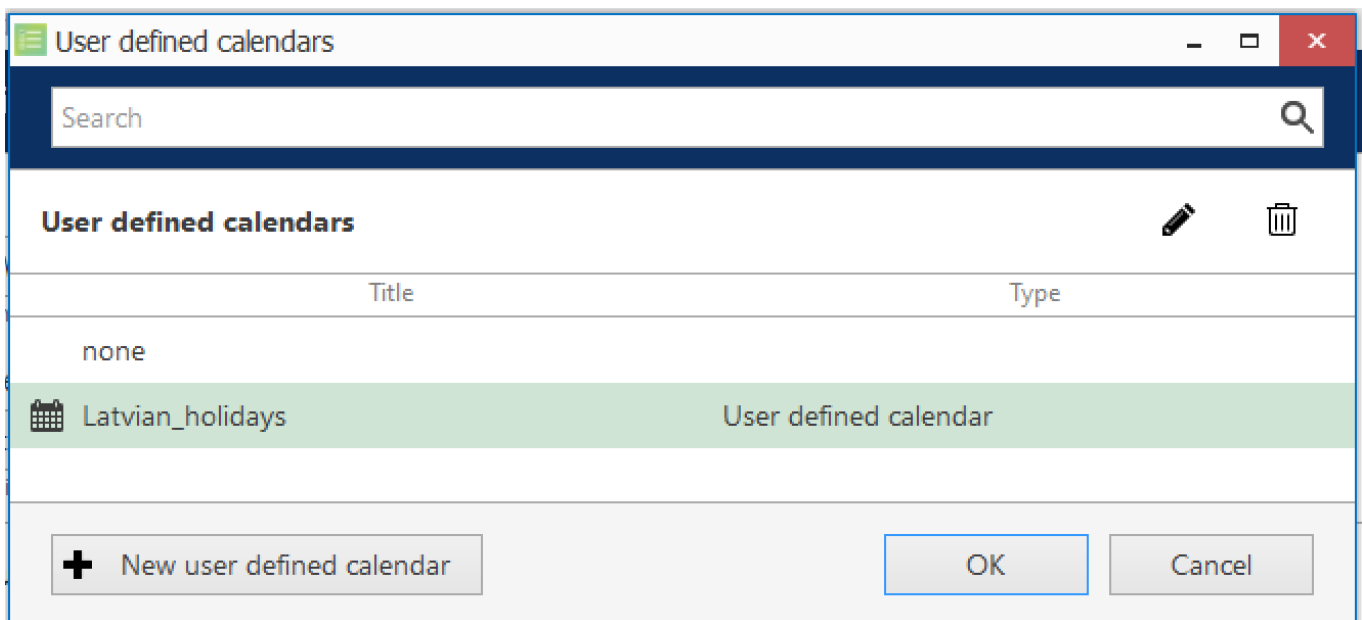 User defined calendars
Search
User defined calendars
Title Type
none
Latvian_holidays User defined calendar
New user defined calendar OK Cancel